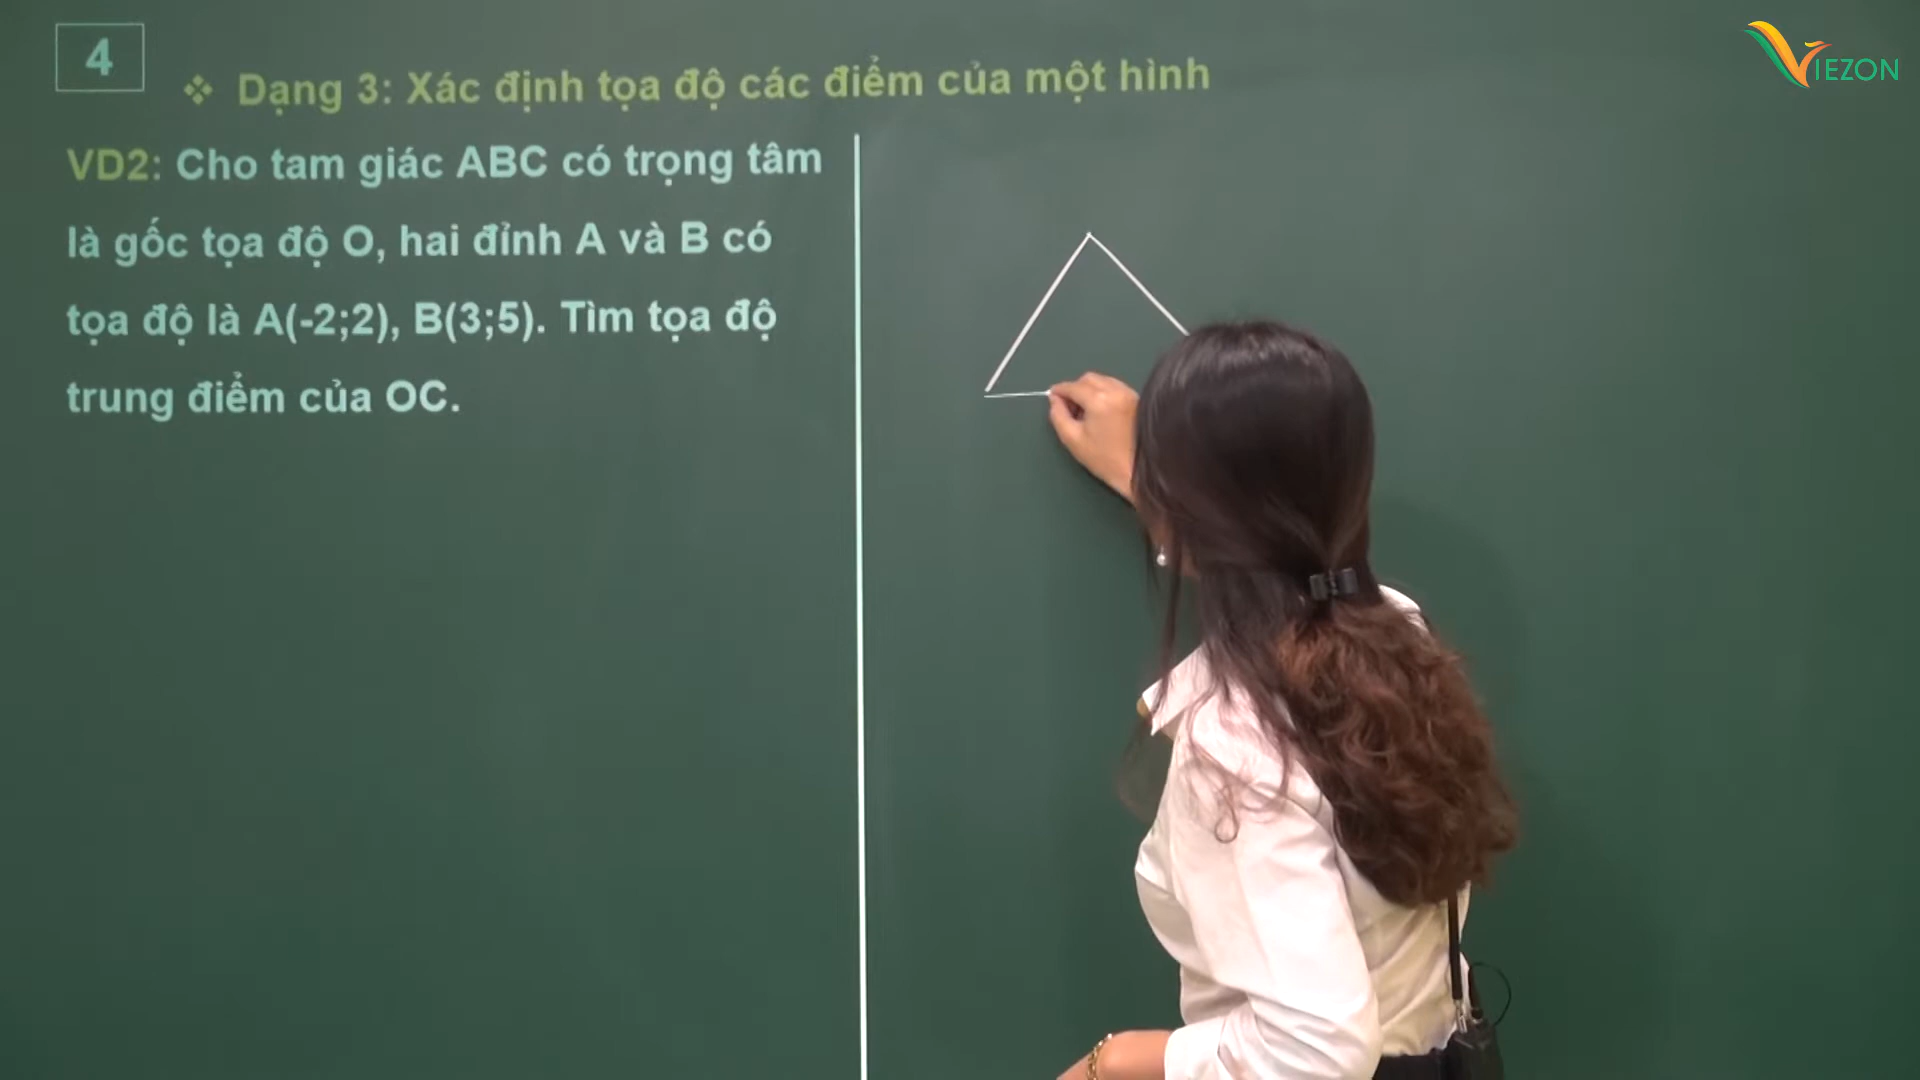 4
VIEZON
❖ Dạng 3: Xác định tọa độ các điểm của một hình
VD2: Cho tam giác ABC có trọng tâm
là gốc tọa độ O, hai đỉnh A và B có
tọa độ là A(-2;2), B(3;5). Tìm tọa độ
trung điểm của OC.